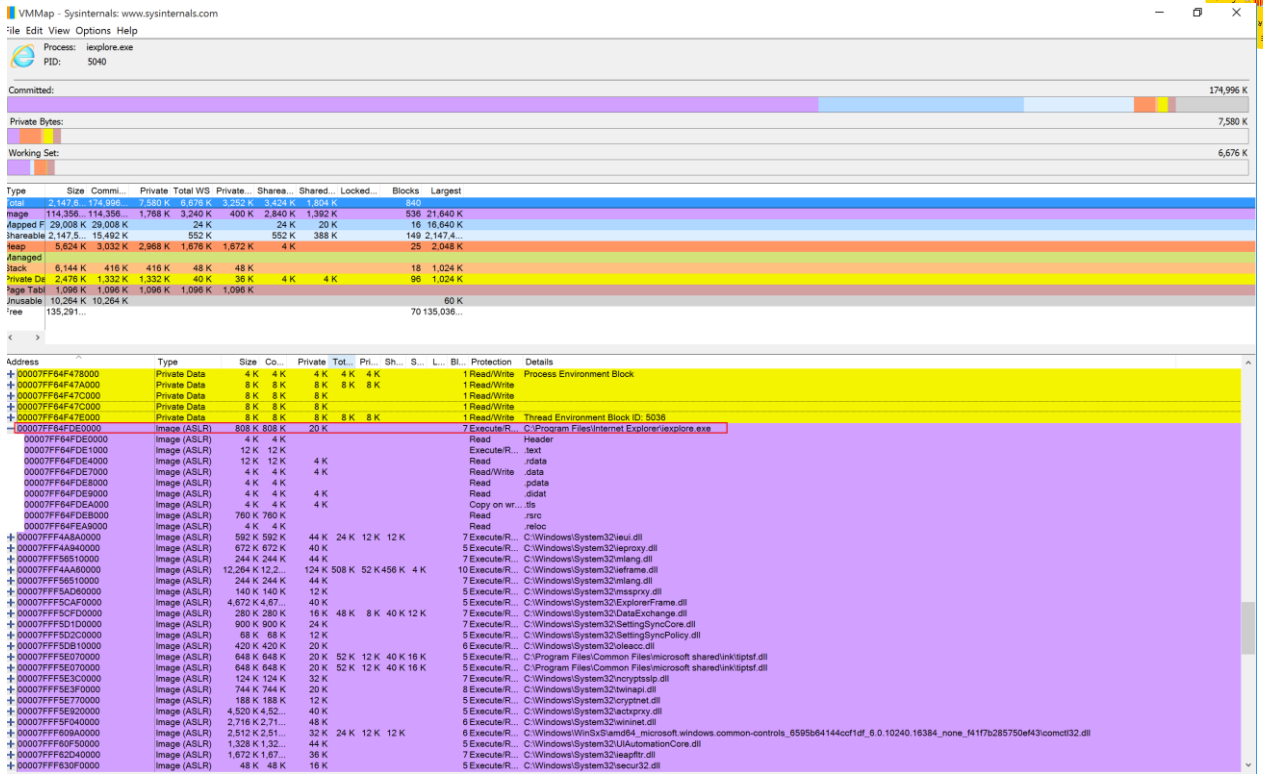 VMMap - Sysinternals: www.sysinternals.com
File Edit View Options Help
Process: iexplore.exe
PID: 5040
Committed: 174,996 K
Private Bytes: 7,580 K
Working Set: 6,676 K
Type Size Commi... Private Total WS Private... Sharea... Shared... Locked... Blocks Largest
Total 2,147,6... 174,996... 7,580 K 6,676 K 3,252 K 3,424 K 1,804 K 840
Image 114,356... 114,356... 1,768 K 3,240 K 400 K 2,840 K 1,392 K 536 21,640 K
Mapped F 29,008 K 29,008 K 24 K 24 K 20 K 16 16,640 K
Shareable 2,147,5... 15,492 K 552 K 552 K 388 K 149 2,147,4...
Heap 5,624 K 3,032 K 2,968 K 1,676 K 1,672 K 4 K 25 2,048 K
Managed
Stack 6,144 K 416 K 416 K 48 K 48 K 18 1,024 K
Private Da 2,476 K 1,332 K 1,332 K 40 K 36 K 4 K 4 K 96 1,024 K
Page Tabl 1,096 K 1,096 K 1,096 K 1,096 K 1,096 K
Unusable 10,264 K 10,264 K 60 K
Free 135,291... 70 135,036...
Address Type Size Co... Private Tot... Pri... Sh... S... L... Bl... Protection Details
00007FF64F478000 Private Data 4 K 4 K 4 K 4 K 4 K 1 Read/Write Process Environment Block
00007FF64F47A000 Private Data 8 K 8 K 8 K 8 K 8 K 1 Read/Write
00007FF64F47C000 Private Data 8 K 8 K 8 K 1 Read/Write
00007FF64F47C000 Private Data 8 K 8 K 8 K 1 Read/Write
00007FF64F47E000 Private Data 8 K 8 K 8 K 8 K 8 K 1 Read/Write Thread Environment Block ID: 5036
00007FF64FDE0000 Image (ASLR) 808 K 808 K 20 K 7 Execute/R... C:\Program Files\Internet Explorer\iexplore.exe
00007FF64FDE0000 Image (ASLR) 4 K 4 K Read Header
00007FF64FDE1000 Image (ASLR) 12 K 12 K Execute/R... .text
00007FF64FDE4000 Image (ASLR) 12 K 12 K 4 K Read .rdata
00007FF64FDE7000 Image (ASLR) 4 K 4 K 4 K Read/Write .data
00007FF64FDE8000 Image (ASLR) 4 K 4 K Read .pdata
00007FF64FDE9000 Image (ASLR) 4 K 4 K 4 K Read .didat
00007FF64FDEA000 Image (ASLR) 4 K 4 K 4 K Copy on wr... .tls
00007FF64FDEB000 Image (ASLR) 760 K 760 K Read .rsrc
00007FF64FEA9000 Image (ASLR) 4 K 4 K Read .reloc
00007FFF4A8A0000 Image (ASLR) 592 K 592 K 44 K 24 K 12 K 12 K 7 Execute/R... C:\Windows\System32\ieui.dll
00007FFF4A940000 Image (ASLR) 672 K 672 K 40 K 5 Execute/R... C:\Windows\System32\ieproxy.dll
00007FFF56510000 Image (ASLR) 244 K 244 K 44 K 7 Execute/R... C:\Windows\System32\mlang.dll
00007FFF4AA60000 Image (ASLR) 12,264 K 12,2... 124 K 508 K 52 K 456 K 4 K 10 Execute/R... C:\Windows\System32\ieframe.dll
00007FFF56510000 Image (ASLR) 244 K 244 K 44 K 7 Execute/R... C:\Windows\System32\mlang.dll
00007FFF5AD60000 Image (ASLR) 140 K 140 K 12 K 5 Execute/R... C:\Windows\System32\mssprxy.dll
00007FFF5CAF0000 Image (ASLR) 4,672 K 4,67... 40 K 5 Execute/R... C:\Windows\System32\ExplorerFrame.dll
00007FFF5CFD0000 Image (ASLR) 280 K 280 K 16 K 48 K 8 K 40 K 12 K 7 Execute/R... C:\Windows\System32\DataExchange.dll
00007FFF5D1D0000 Image (ASLR) 900 K 900 K 24 K 7 Execute/R... C:\Windows\System32\SettingSyncCore.dll
00007FFF5D2C0000 Image (ASLR) 68 K 68 K 12 K 5 Execute/R... C:\Windows\System32\SettingSyncPolicy.dll
00007FFF5DB10000 Image (ASLR) 420 K 420 K 20 K 6 Execute/R... C:\Windows\System32\oleacc.dll
00007FFF5E070000 Image (ASLR) 648 K 648 K 20 K 52 K 12 K 40 K 16 K 5 Execute/R... C:\Program Files\Common Files\microsoft shared\ink\tiptsf.dll
00007FFF5E070000 Image (ASLR) 648 K 648 K 20 K 52 K 12 K 40 K 16 K 5 Execute/R... C:\Program Files\Common Files\microsoft shared\ink\tiptsf.dll
00007FFF5E3C0000 Image (ASLR) 124 K 124 K 32 K 7 Execute/R... C:\Windows\System32\ncryptsslp.dll
00007FFF5E3F0000 Image (ASLR) 744 K 744 K 20 K 8 Execute/R... C:\Windows\System32\twinapi.dll
00007FFF5E770000 Image (ASLR) 188 K 188 K 12 K 5 Execute/R... C:\Windows\System32\cryptnet.dll
00007FFF5E920000 Image (ASLR) 4,520 K 4,52... 40 K 5 Execute/R... C:\Windows\System32\actxprxy.dll
00007FFF5F040000 Image (ASLR) 2,716 K 2,71... 48 K 6 Execute/R... C:\Windows\System32\wininet.dll
00007FFF609A0000 Image (ASLR) 2,512 K 2,51... 32 K 24 K 12 K 12 K 6 Execute/R... C:\Windows\WinSxS\amd64_microsoft.windows.common-controls_6595b64144ccf1df_6.0.10240.16384_none_f41f7b285750ef43\comctl32.dll
00007FFF60F50000 Image (ASLR) 1,328 K 1,32... 44 K 5 Execute/R... C:\Windows\System32\UIAutomationCore.dll
00007FFF62D40000 Image (ASLR) 1,672 K 1,67... 36 K 7 Execute/R... C:\Windows\System32\ieapfltr.dll
00007FFF630F0000 Image (ASLR) 48 K 48 K 16 K 5 Execute/R... C:\Windows\System32\secur32.dll